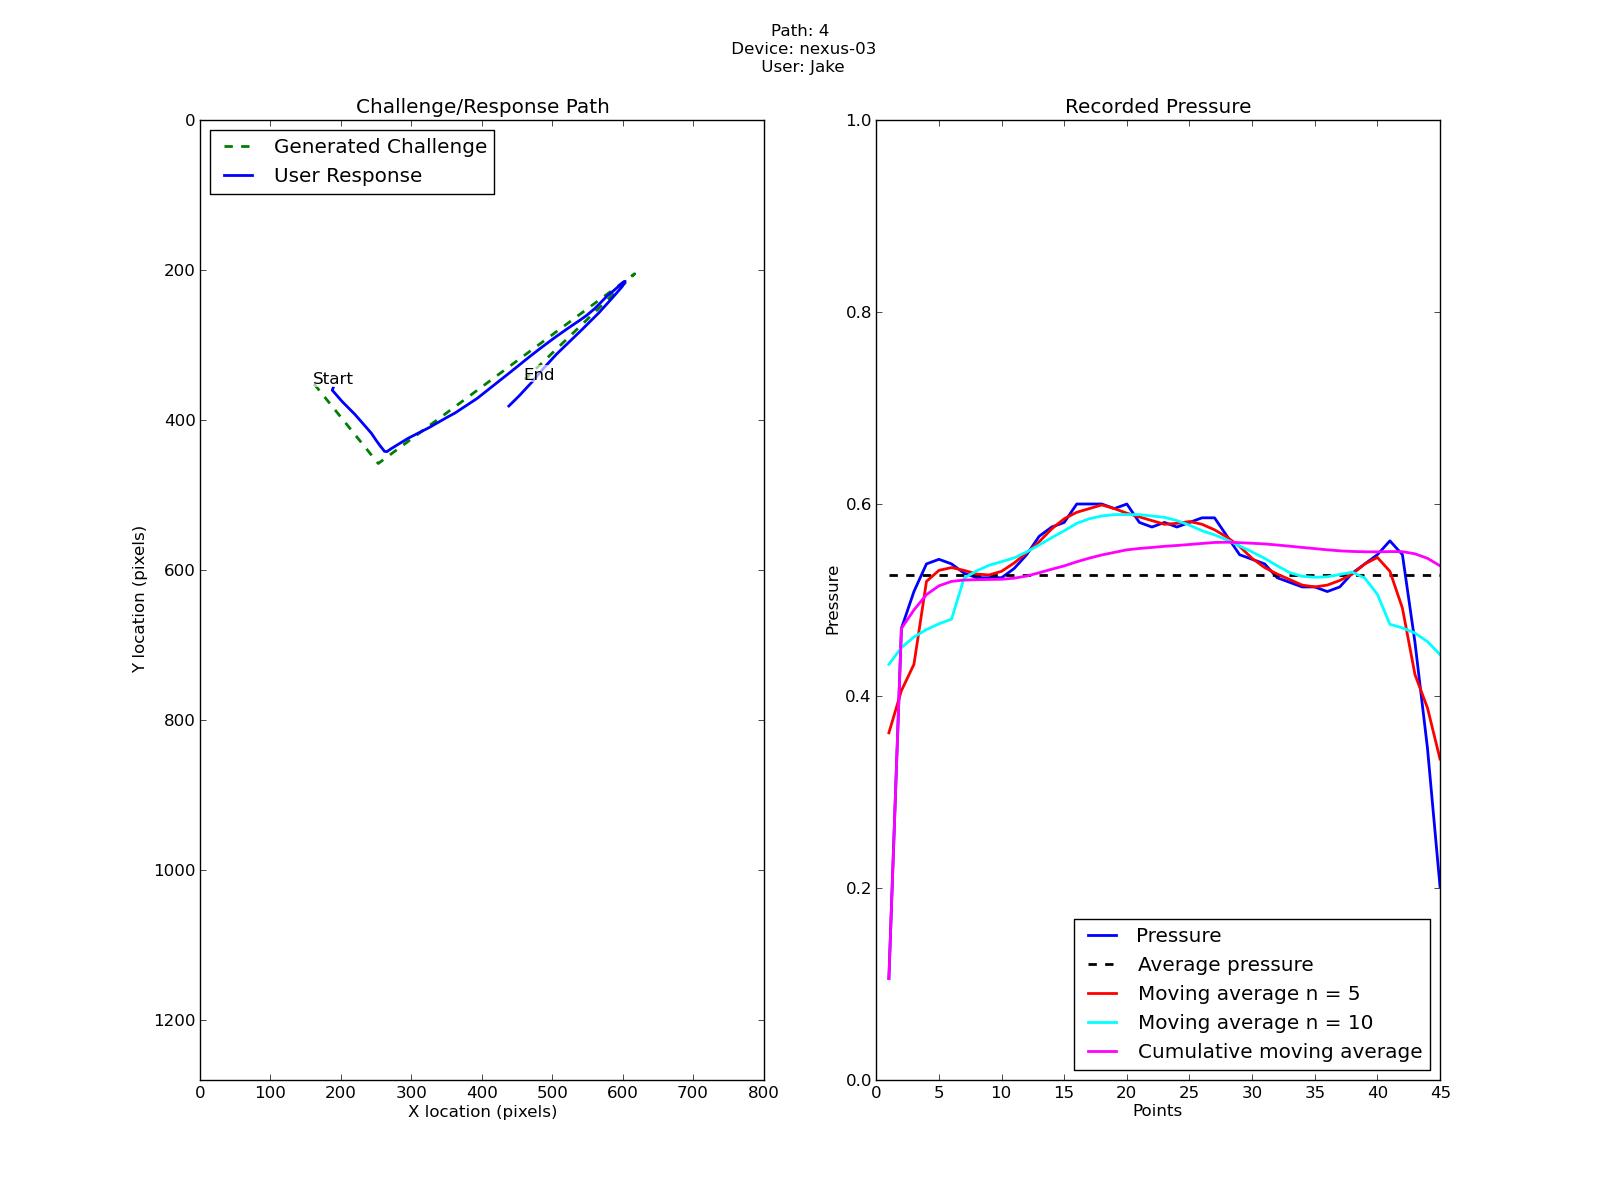 Path: 4
Device: nexus-03
User: Jake
Challenge/Response Path
0
200
400
600
800
1000
1200
Y location (pixels)
Generated Challenge
User Response
Start
End
0 100 200 300 400 500 600 700 800
X location (pixels)
Recorded Pressure
1.0
0.8
0.6
0.4
0.2
0.0
Pressure
Pressure
Average pressure
Moving average n = 5
Moving average n = 10
Cumulative moving average
0 5 10 15 20 25 30 35 40 45
Points